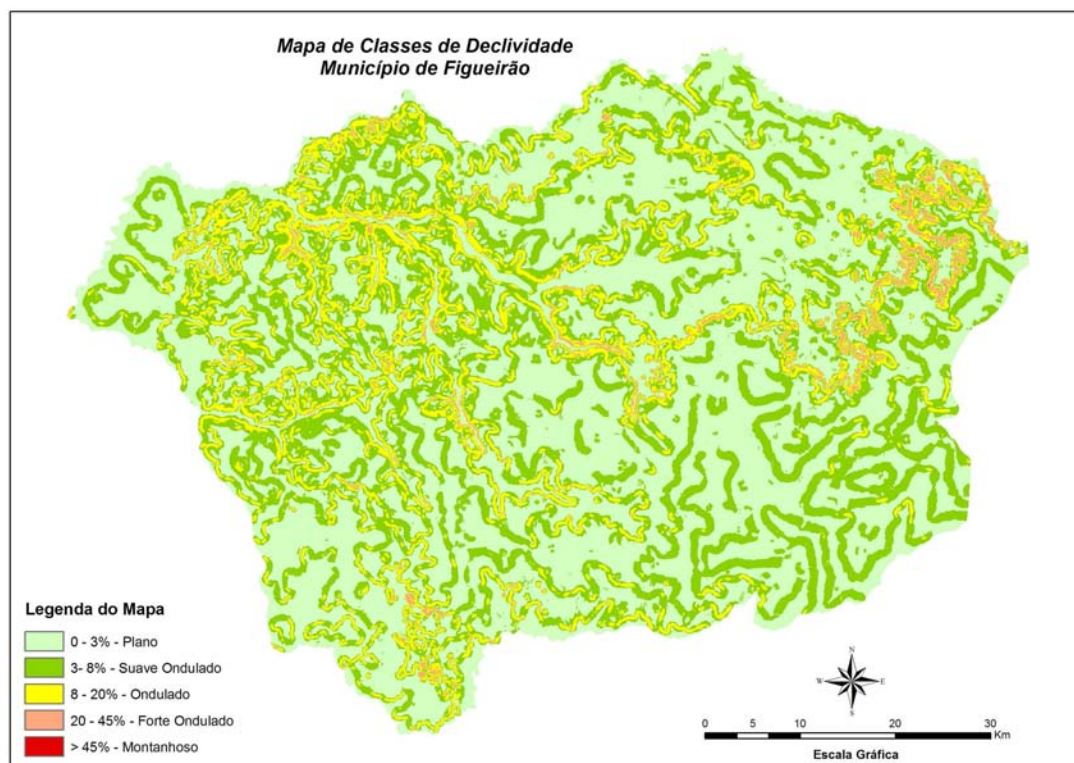 Mapa de Classes de Declividade
Município de Figueirão
Legenda do Mapa
0 - 3% - Plano
3- 8% - Suave Ondulado
8 - 20% - Ondulado
20 - 45% - Forte Ondulado
> 45% - Montanhoso
N
W
E
S
0 5 10 20 30
Km
Escala Gráfica